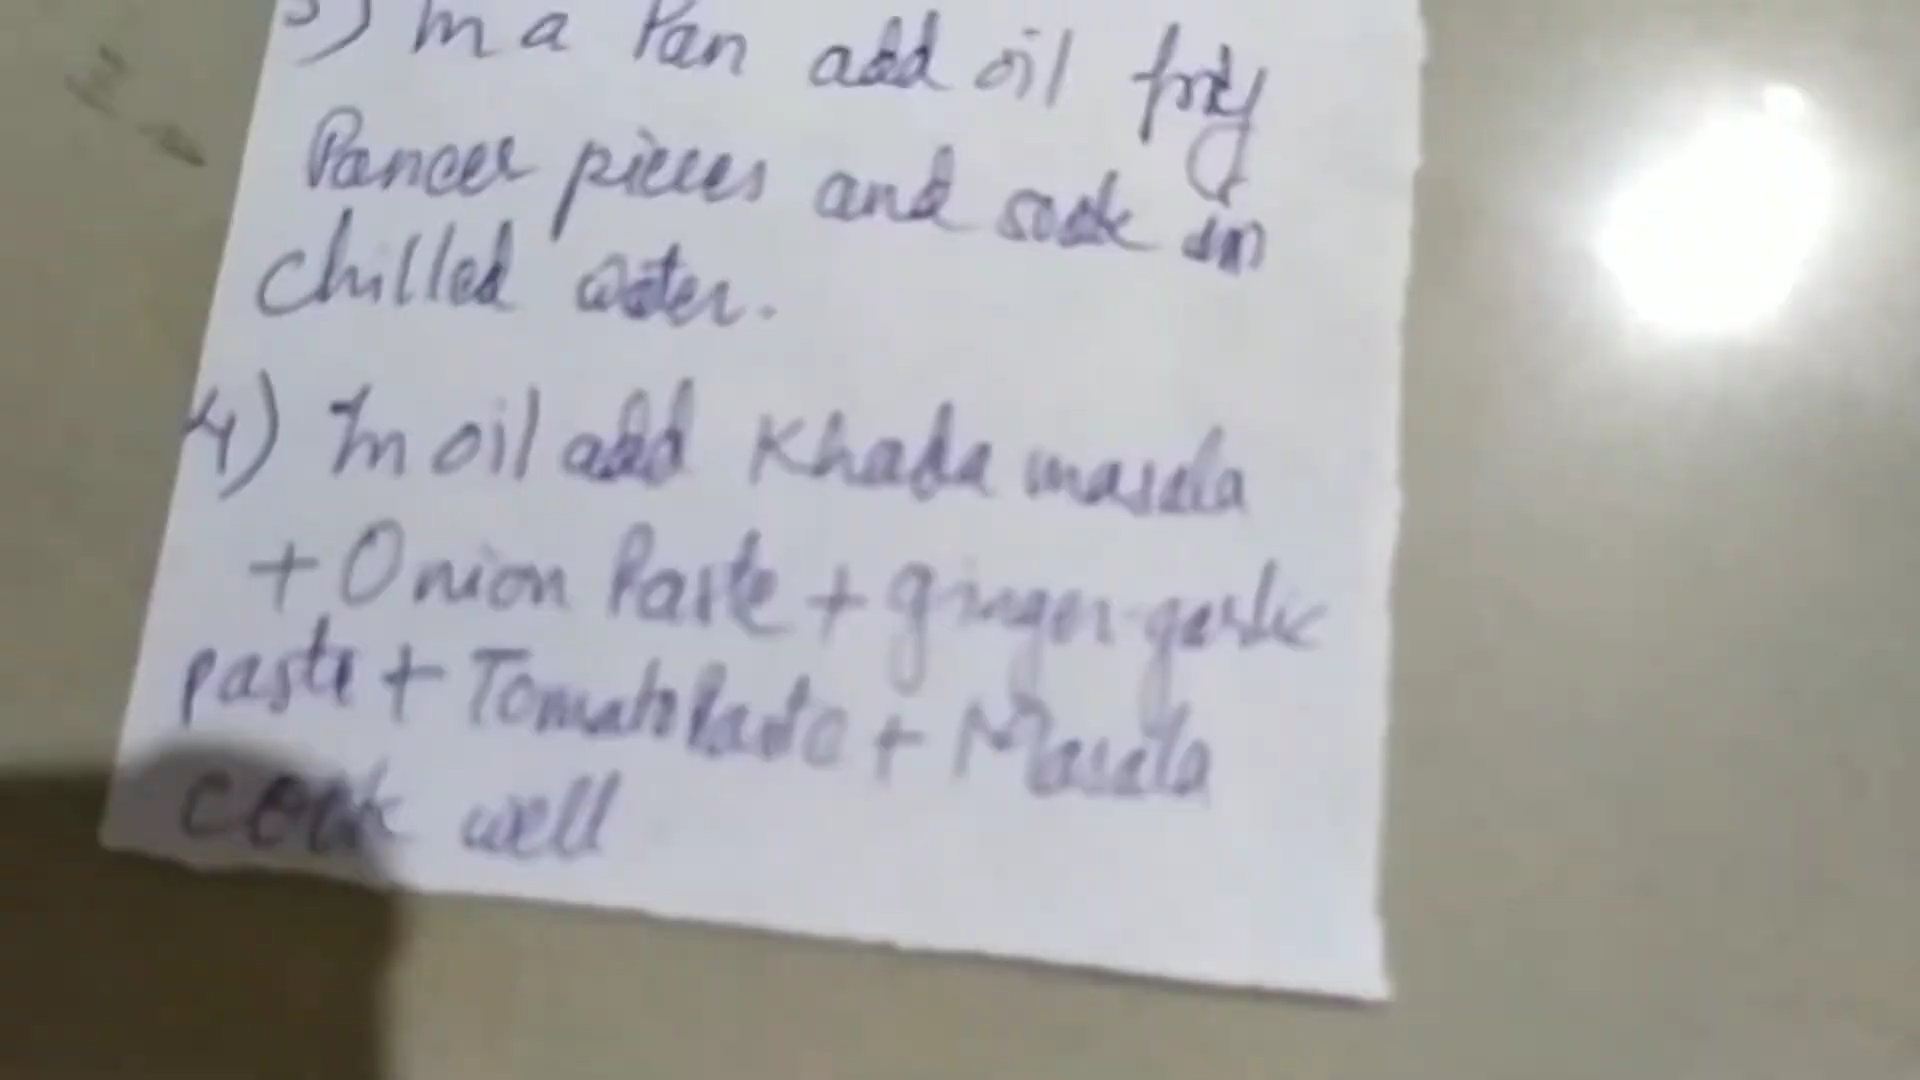 3) In a Pan add oil fry
Paneer pieces and soak in
chilled water.
4) In oil add Khada masala
+ Onion Paste + ginger garlic
paste + Tomato Paste + Masala
cook well